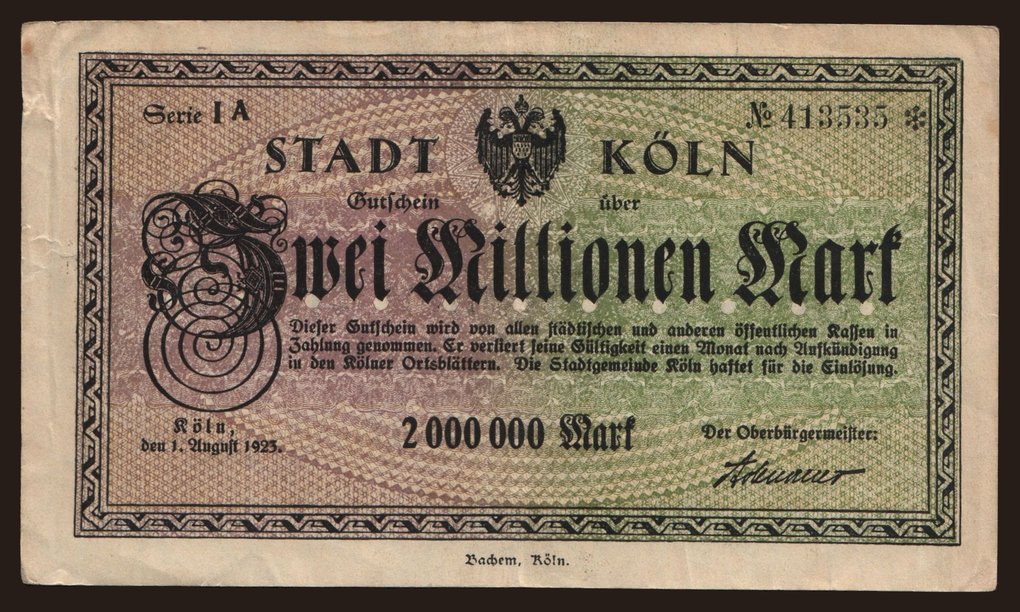 Serie I A
№ 413535 *
STADT KÖLN
Gutschein über
Zwei Millionen Mark
Dieser Gutschein wird von allen städtischen und anderen öffentlichen Kassen in
Zahlung genommen. Er verliert seine Gültigkeit einen Monat nach Aufkündigung
in den Kölner Ortsblättern. Die Stadtgemeinde Köln haftet für die Einlösung.
Köln,
den 1. August 1923.
2 000 000 Mark
Der Oberbürgermeister:
Adenauer
Bachem, Köln.